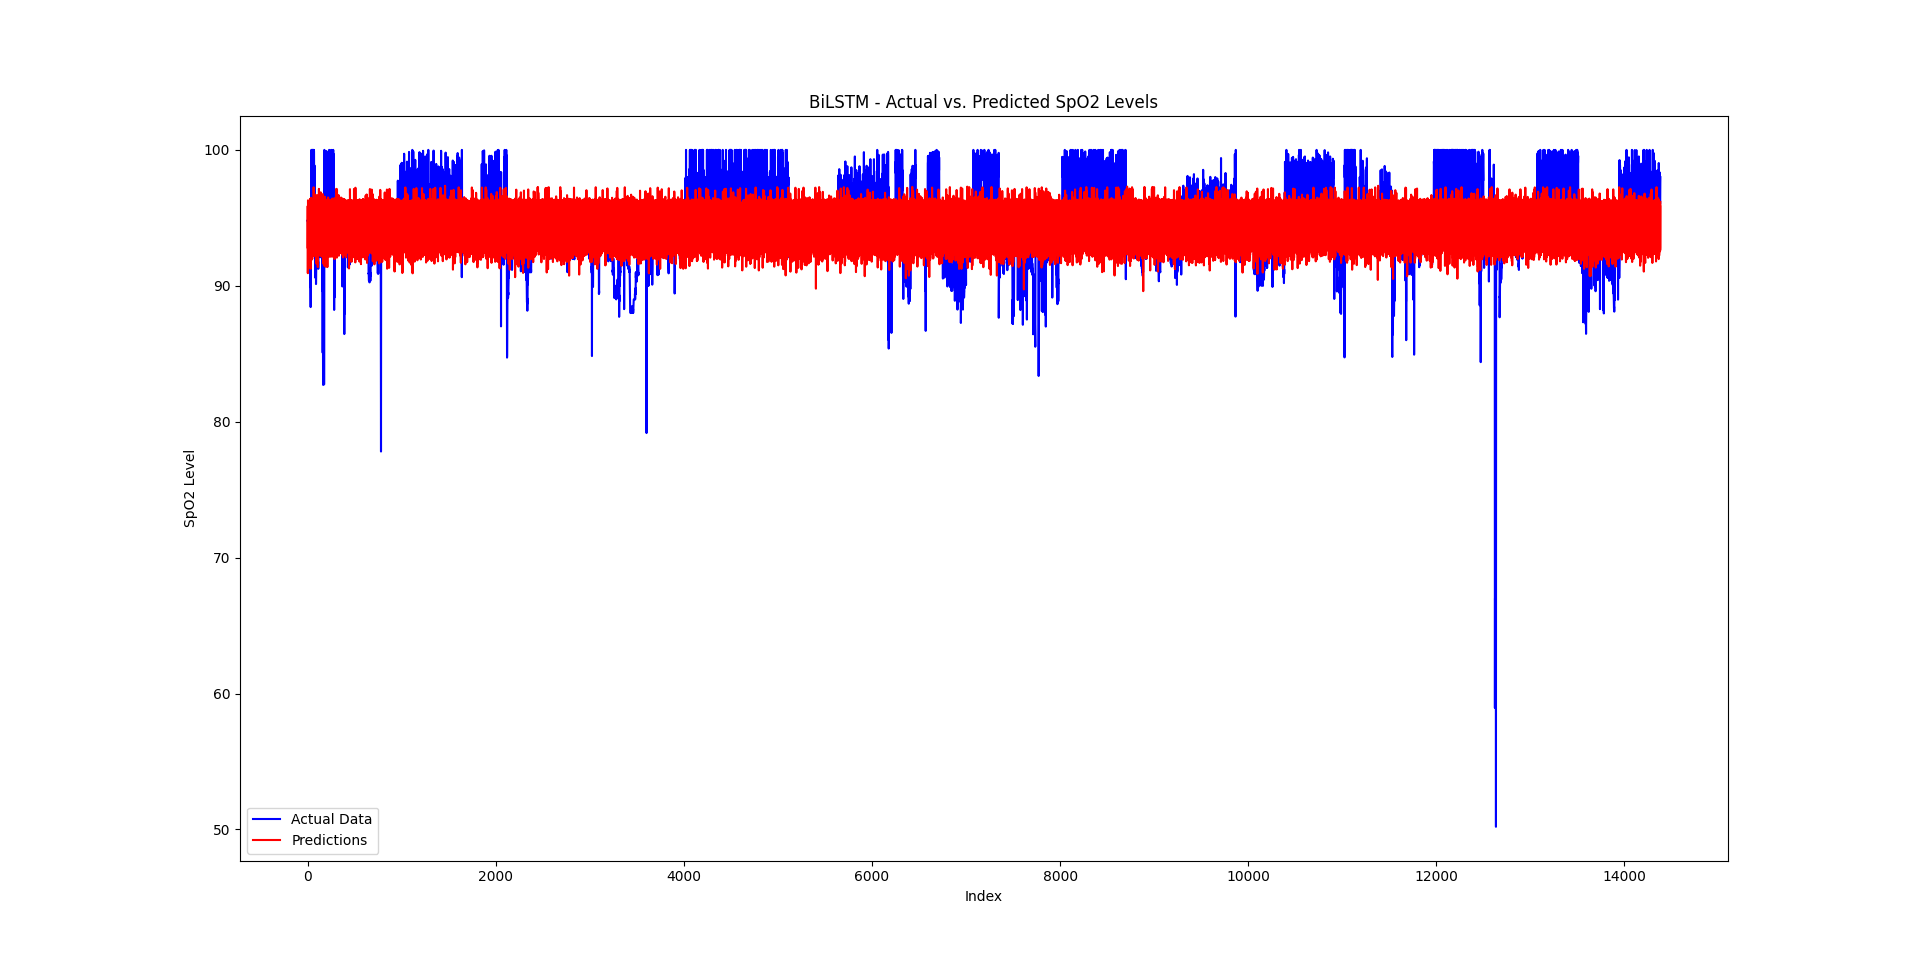 BiLSTM - Actual vs. Predicted SpO2 Levels
100
90
80
70
60
50
SpO2 Level
Actual Data
Predictions
0 2000 4000 6000 8000 10000 12000 14000
Index